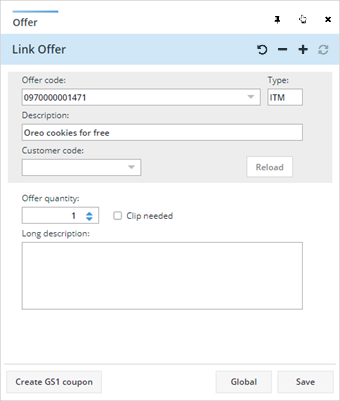 Offer
Link Offer
Offer code: Type:
0970000001471 ITM
Description:
Oreo cookies for free
Customer code:
Reload
Offer quantity:
1 Clip needed
Long description:
Create GS1 coupon Global Save